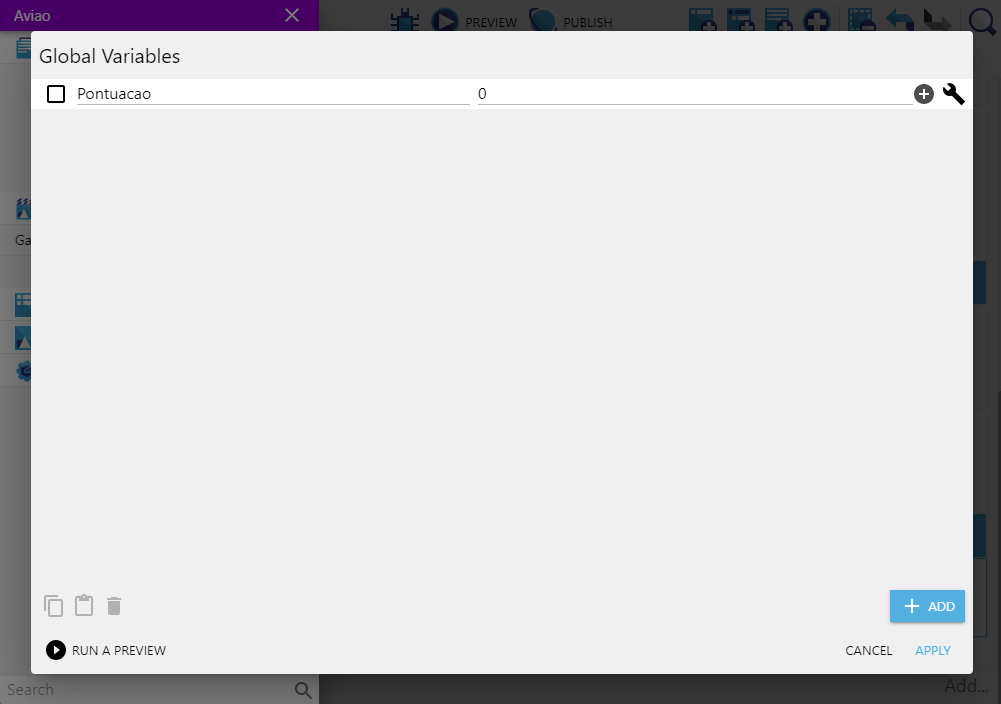 Aviao
PREVIEW
PUBLISH
Global Variables
Pontuacao
0
Ga
ADD
RUN A PREVIEW
CANCEL
APPLY
Search
Add...